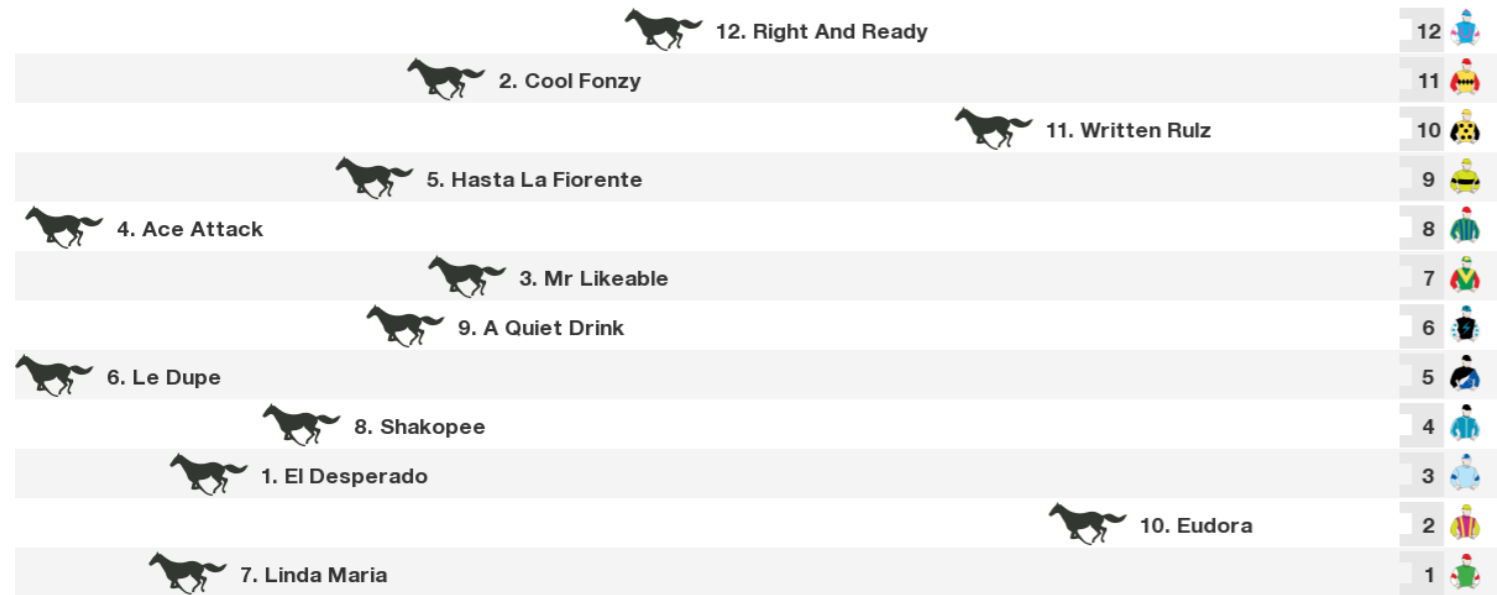 12. Right And Ready 12
2. Cool Fonzy 11
11. Written Rulz 10
5. Hasta La Fiorente 9
4. Ace Attack 8
3. Mr Likeable 7
9. A Quiet Drink 6
6. Le Dupe 5
8. Shakopee 4
1. El Desperado 3
10. Eudora 2
7. Linda Maria 1